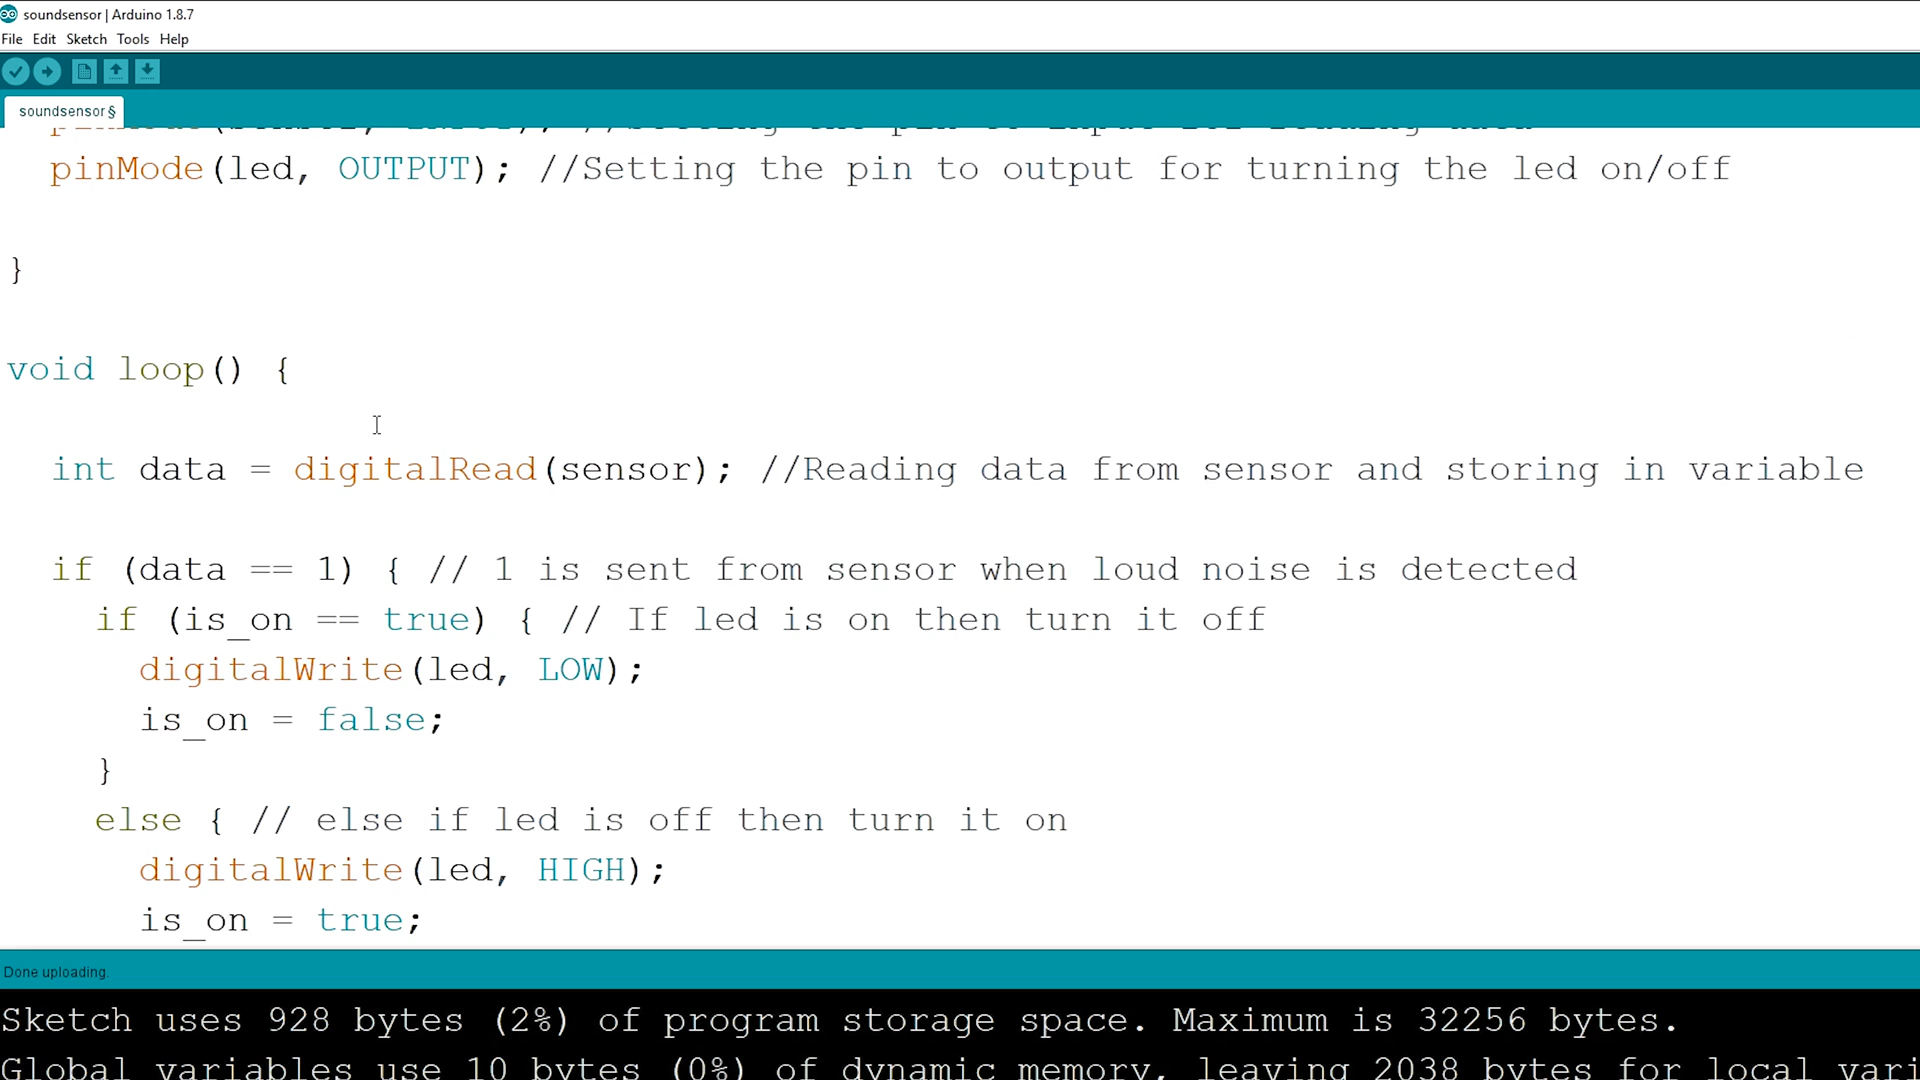 soundsensor | Arduino 1.8.7
File Edit Sketch Tools Help
soundsensor §
pinMode(led, OUTPUT); //Setting the pin to output for turning the led on/off
}
void loop() {
int data = digitalRead(sensor); //Reading data from sensor and storing in variable
if (data == 1) { // 1 is sent from sensor when loud noise is detected
if (is_on == true) { // If led is on then turn it off
digitalWrite(led, LOW);
is_on = false;
}
else { // else if led is off then turn it on
digitalWrite(led, HIGH);
is_on = true;
Done uploading.
Sketch uses 928 bytes (2%) of program storage space. Maximum is 32256 bytes.
Global variables use 10 bytes (0%) of dynamic memory, leaving 2038 bytes for local vari